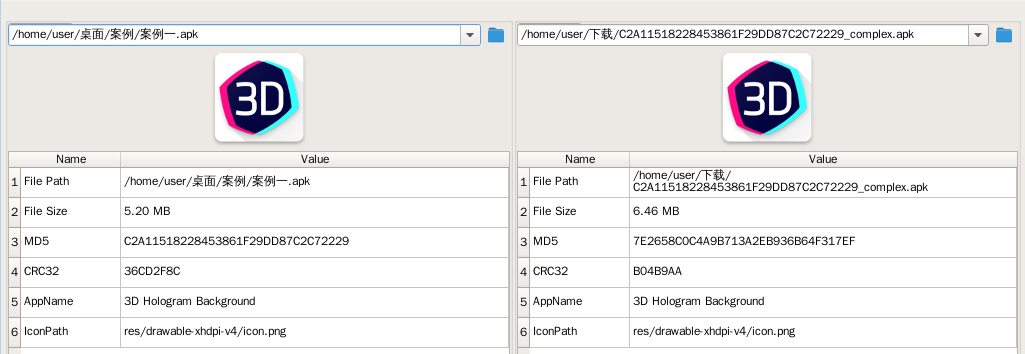 /home/user/桌面/案例/案例一.apk
3D
Name Value
1 File Path /home/user/桌面/案例/案例一.apk
2 File Size 5.20 MB
3 MD5 C2A11518228453861F29DD87C2C72229
4 CRC32 36CD2F8C
5 AppName 3D Hologram Background
6 IconPath res/drawable-xhdpi-v4/icon.png
/home/user/下载/C2A11518228453861F29DD87C2C72229_complex.apk
3D
Name Value
1 File Path /home/user/下载/
C2A11518228453861F29DD87C2C72229_complex.apk
2 File Size 6.46 MB
3 MD5 7E2658C0C4A9B713A2EB936B64F317EF
4 CRC32 B04B9AA
5 AppName 3D Hologram Background
6 IconPath res/drawable-xhdpi-v4/icon.png